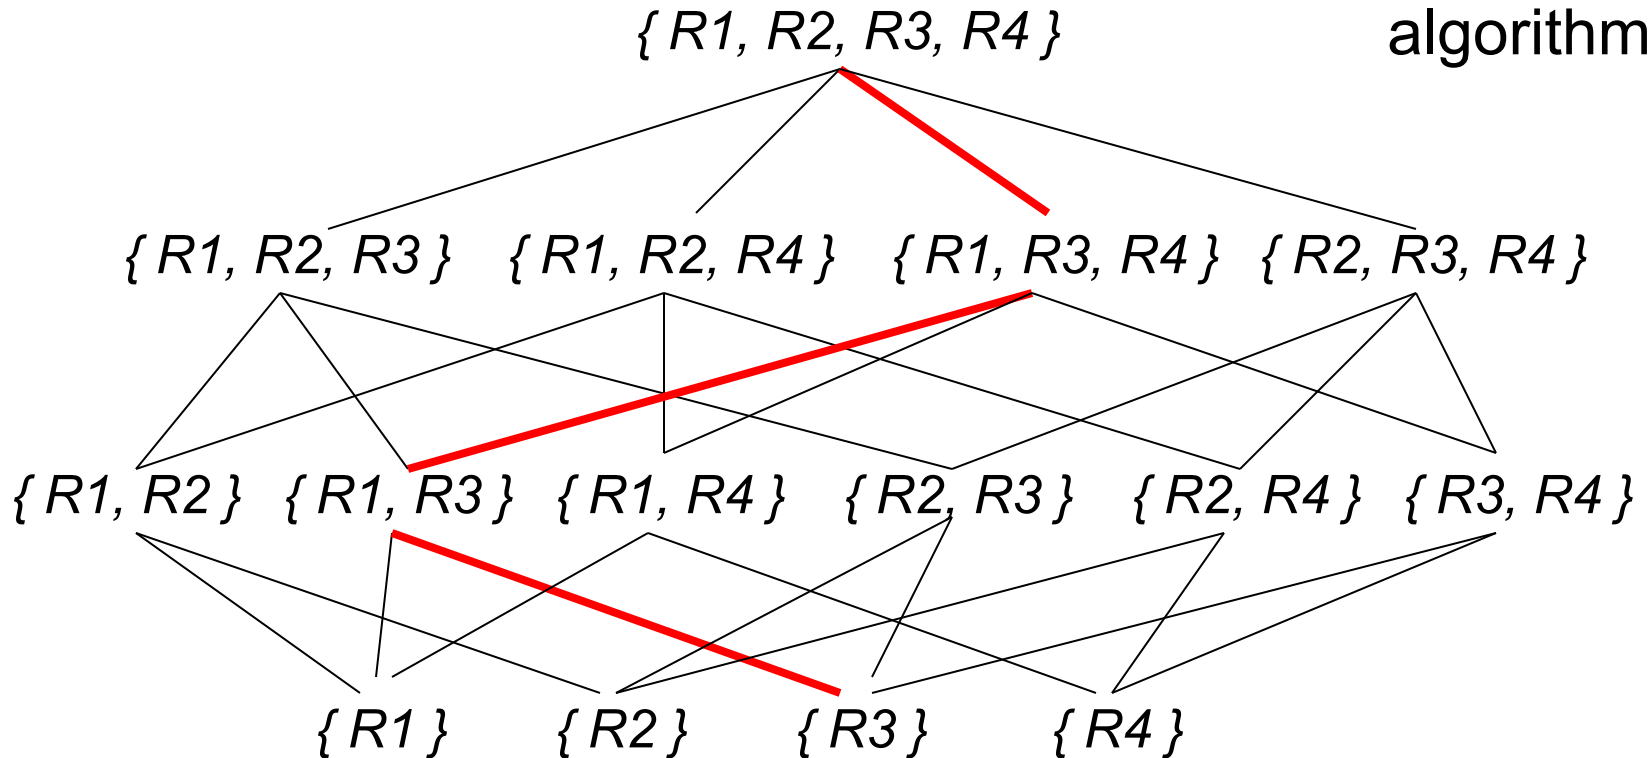 { R1, R2, R3, R4 } algorithm
{ R1, R2, R3 } { R1, R2, R4 } { R1, R3, R4 } { R2, R3, R4 }
{ R1, R2 } { R1, R3 } { R1, R4 } { R2, R3 } { R2, R4 } { R3, R4 }
{ R1 } { R2 } { R3 } { R4 }